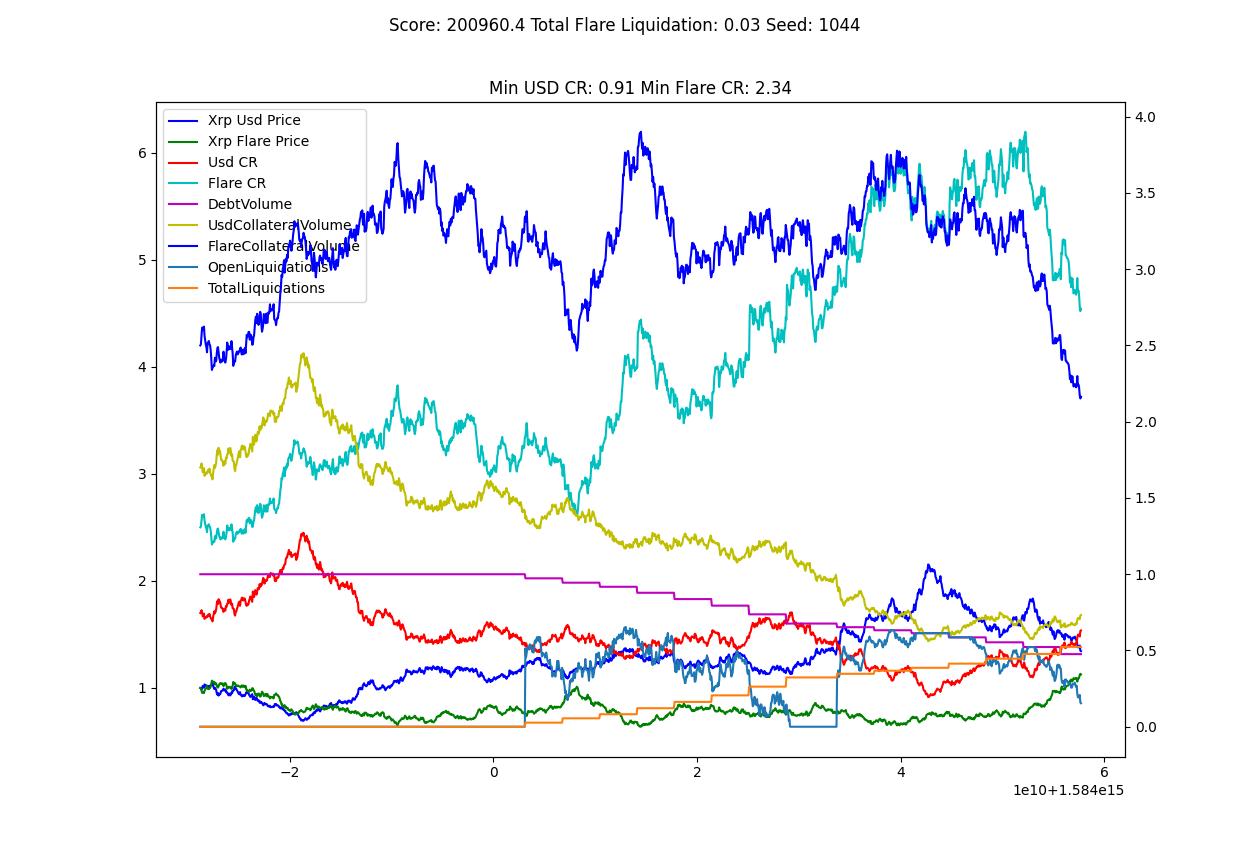 Score: 200960.4 Total Flare Liquidation: 0.03 Seed: 1044
Min USD CR: 0.91 Min Flare CR: 2.34
Xrp Usd Price
Xrp Flare Price
Usd CR
Flare CR
DebtVolume
UsdCollateralVolume
FlareCollateralVolume
OpenLiquidations
TotalLiquidations
6
5
4
3
2
1
4.0
3.5
3.0
2.5
2.0
1.5
1.0
0.5
0.0
−2
0
2
4
6
1e10+1.584e15